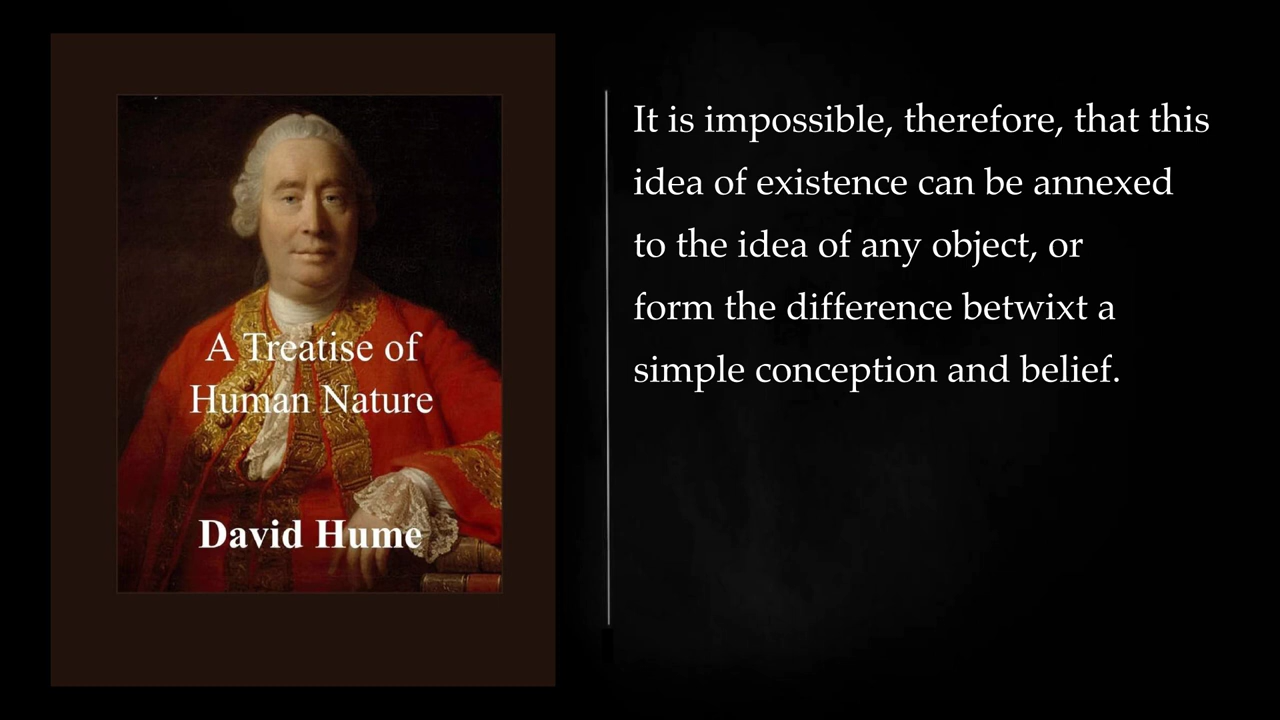 A Treatise of
Human Nature
David Hume
It is impossible, therefore, that this
idea of existence can be annexed
to the idea of any object, or
form the difference betwixt a
simple conception and belief.